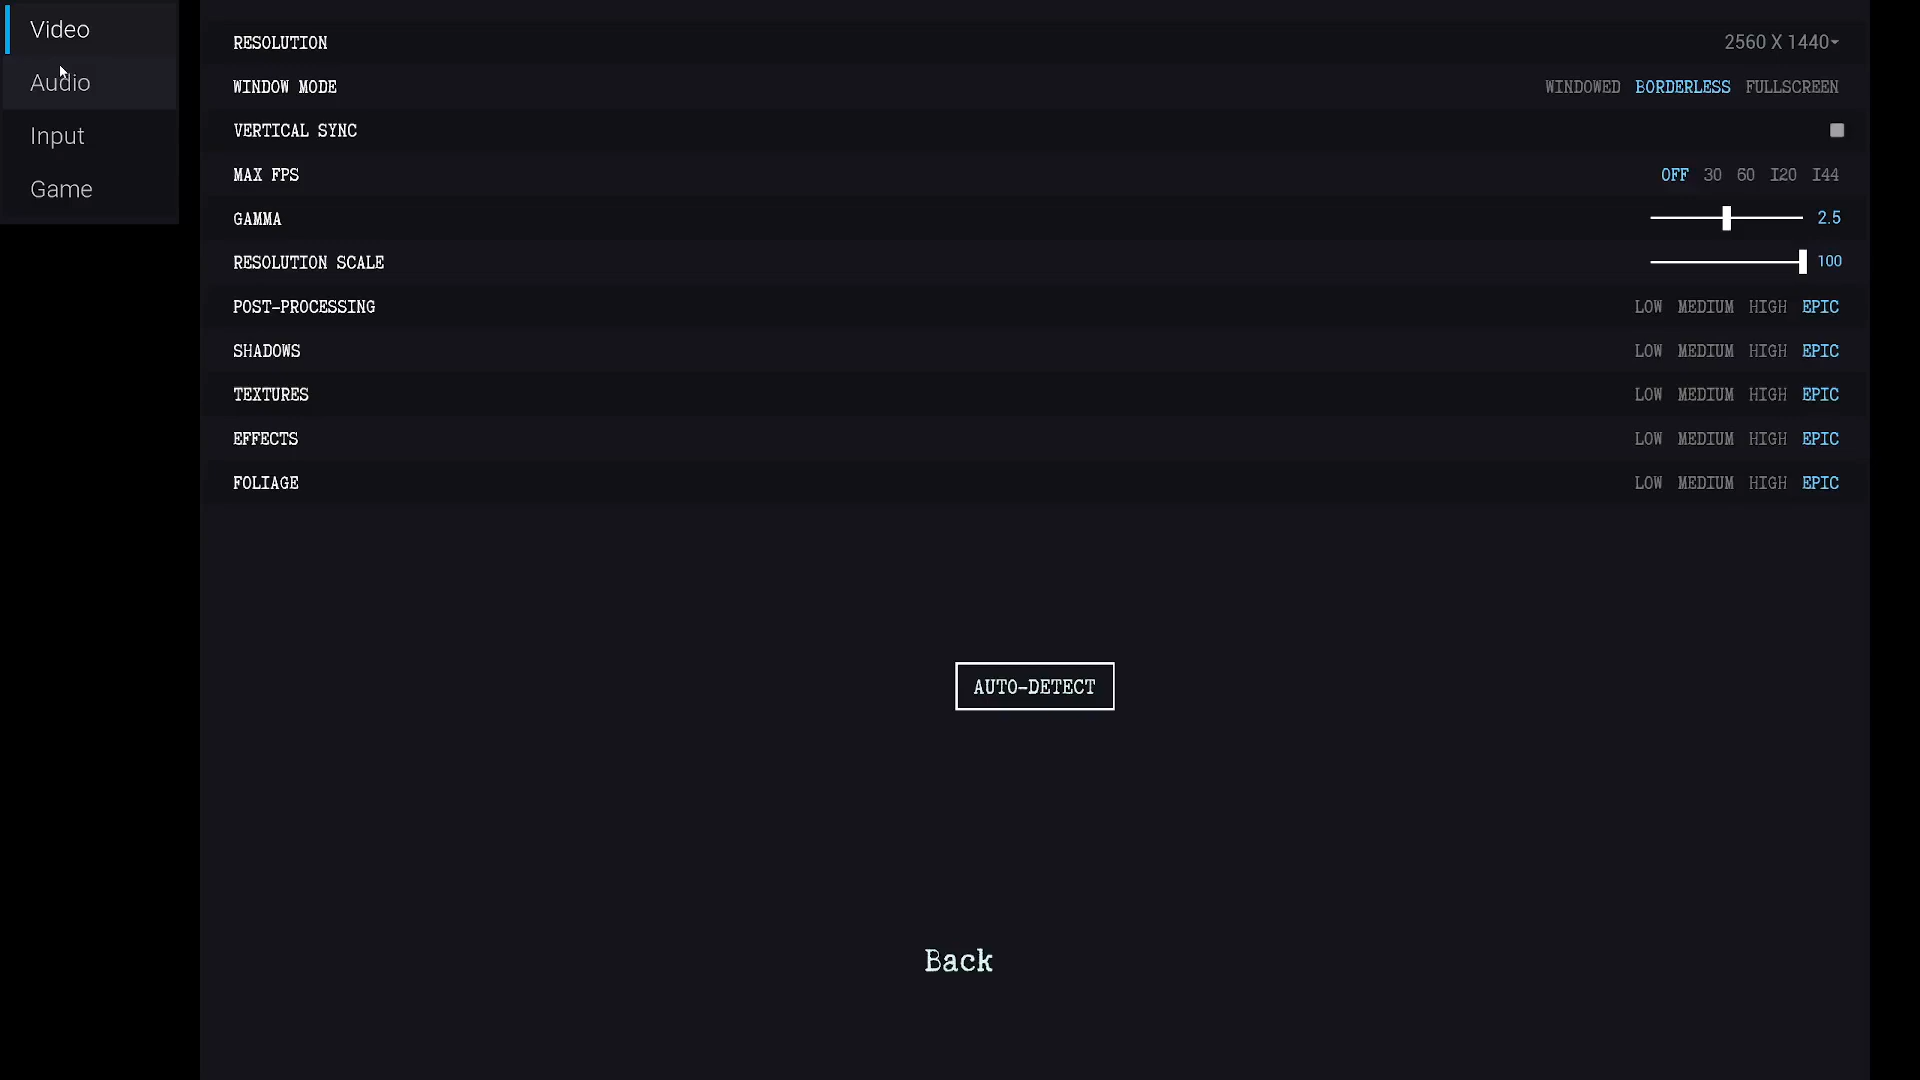 Video
Audio
Input
Game
RESOLUTION 2560 X 1440
WINDOW MODE WINDOWED BORDERLESS FULLSCREEN
VERTICAL SYNC
MAX FPS OFF 30 60 120 144
GAMMA 2.5
RESOLUTION SCALE 100
POST-PROCESSING LOW MEDIUM HIGH EPIC
SHADOWS LOW MEDIUM HIGH EPIC
TEXTURES LOW MEDIUM HIGH EPIC
EFFECTS LOW MEDIUM HIGH EPIC
FOLIAGE LOW MEDIUM HIGH EPIC
AUTO-DETECT
Back